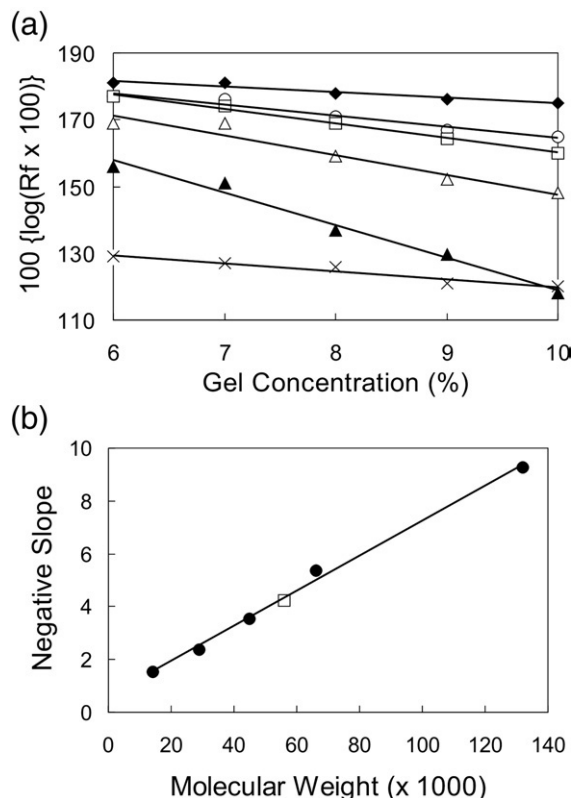 (a)
190
170
150
130
110
100 {log(Rf x 100)}
6 7 8 9 10
Gel Concentration (%)
(b)
10
8
6
4
2
0
Negative Slope
0 20 40 60 80 100 120 140
Molecular Weight (x 1000)